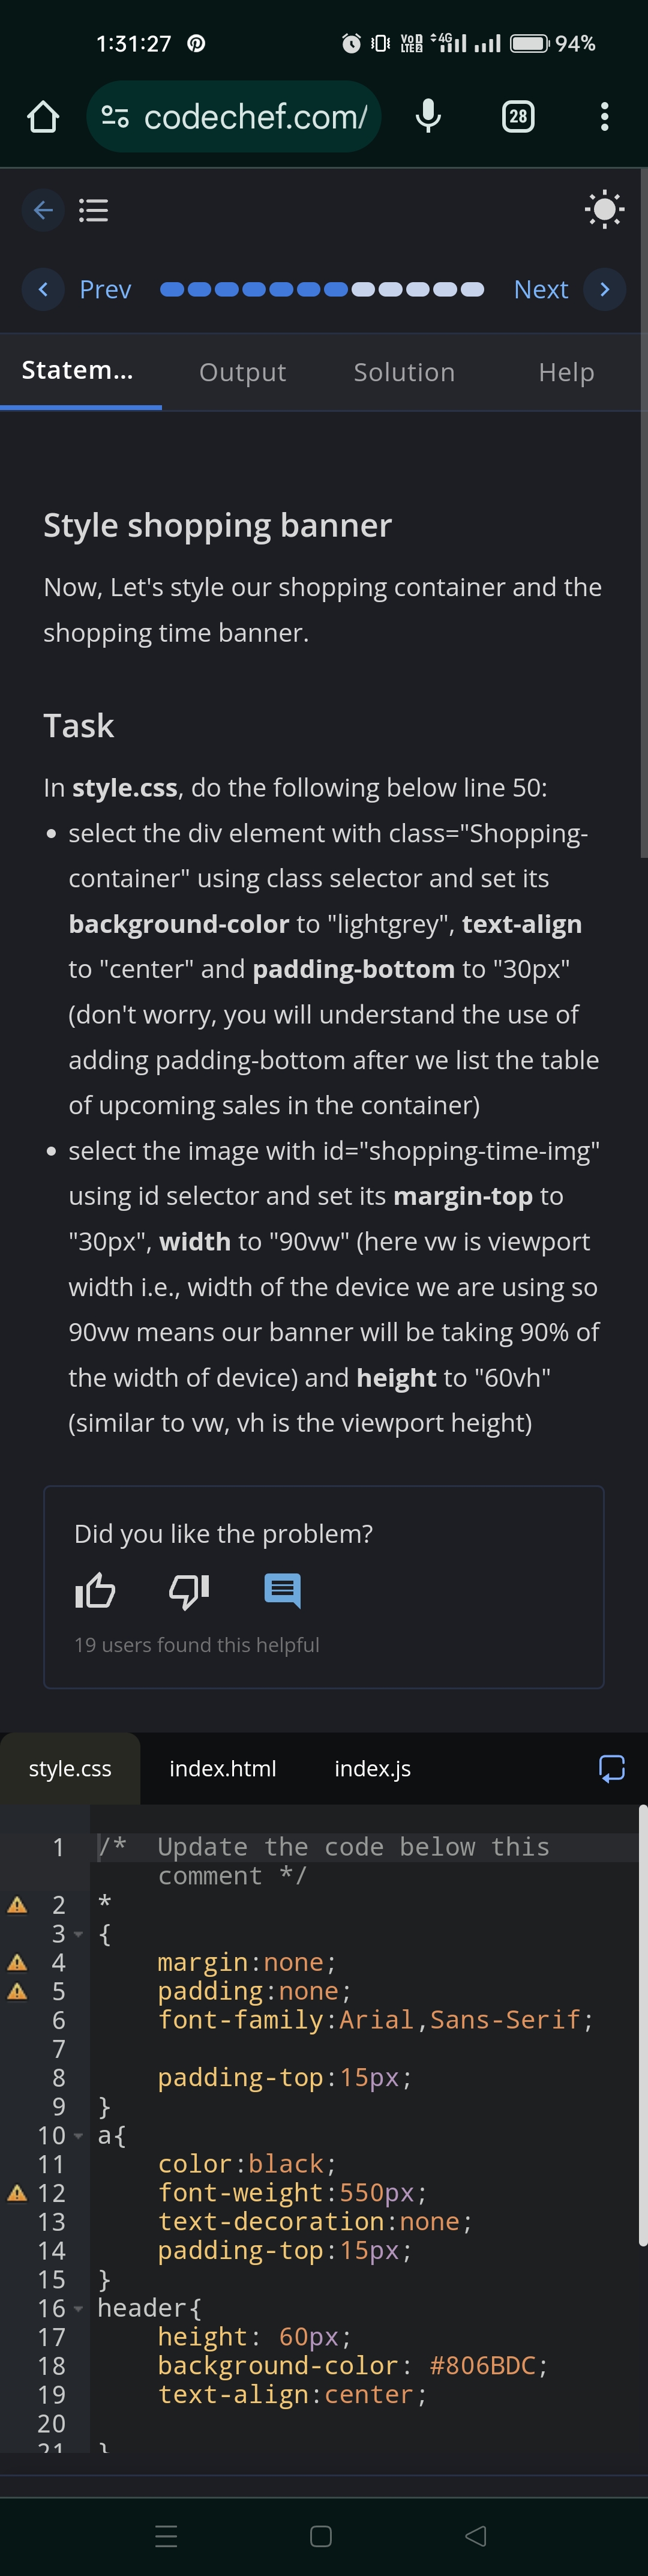 1:31:27 VoD LTE2 4G 94%
codechef.com/ 28
Prev Next
Statem... Output Solution Help
Style shopping banner
Now, Let's style our shopping container and the
shopping time banner.
Task
In style.css, do the following below line 50:
select the div element with class="Shopping-
container" using class selector and set its
background-color to "lightgrey", text-align
to "center" and padding-bottom to "30px"
(don't worry, you will understand the use of
adding padding-bottom after we list the table
of upcoming sales in the container)
select the image with id="shopping-time-img"
using id selector and set its margin-top to
"30px", width to "90vw" (here vw is viewport
width i.e., width of the device we are using so
90vw means our banner will be taking 90% of
the width of device) and height to "60vh"
(similar to vw, vh is the viewport height)
Did you like the problem?
19 users found this helpful
style.css index.html index.js
1 /* Update the code below this
comment */
2 *
3 {
4 margin:none;
5 padding:none;
6 font-family:Arial,Sans-Serif;
7
8 padding-top:15px;
9 }
10 a{
11 color:black;
12 font-weight:550px;
13 text-decoration:none;
14 padding-top:15px;
15 }
16 header{
17 height: 60px;
18 background-color: #806BDC;
19 text-align:center;
20
21 }